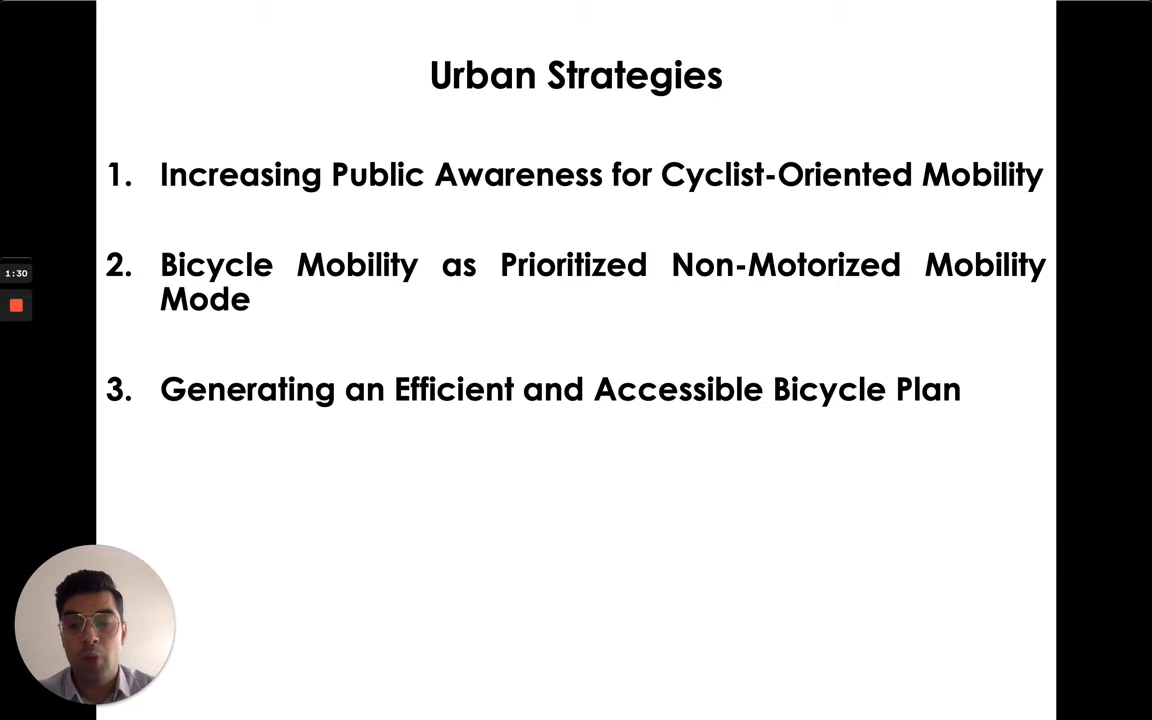 Urban Strategies
1. Increasing Public Awareness for Cyclist-Oriented Mobility
2. Bicycle Mobility as Prioritized Non-Motorized Mobility
Mode
1:30
3. Generating an Efficient and Accessible Bicycle Plan